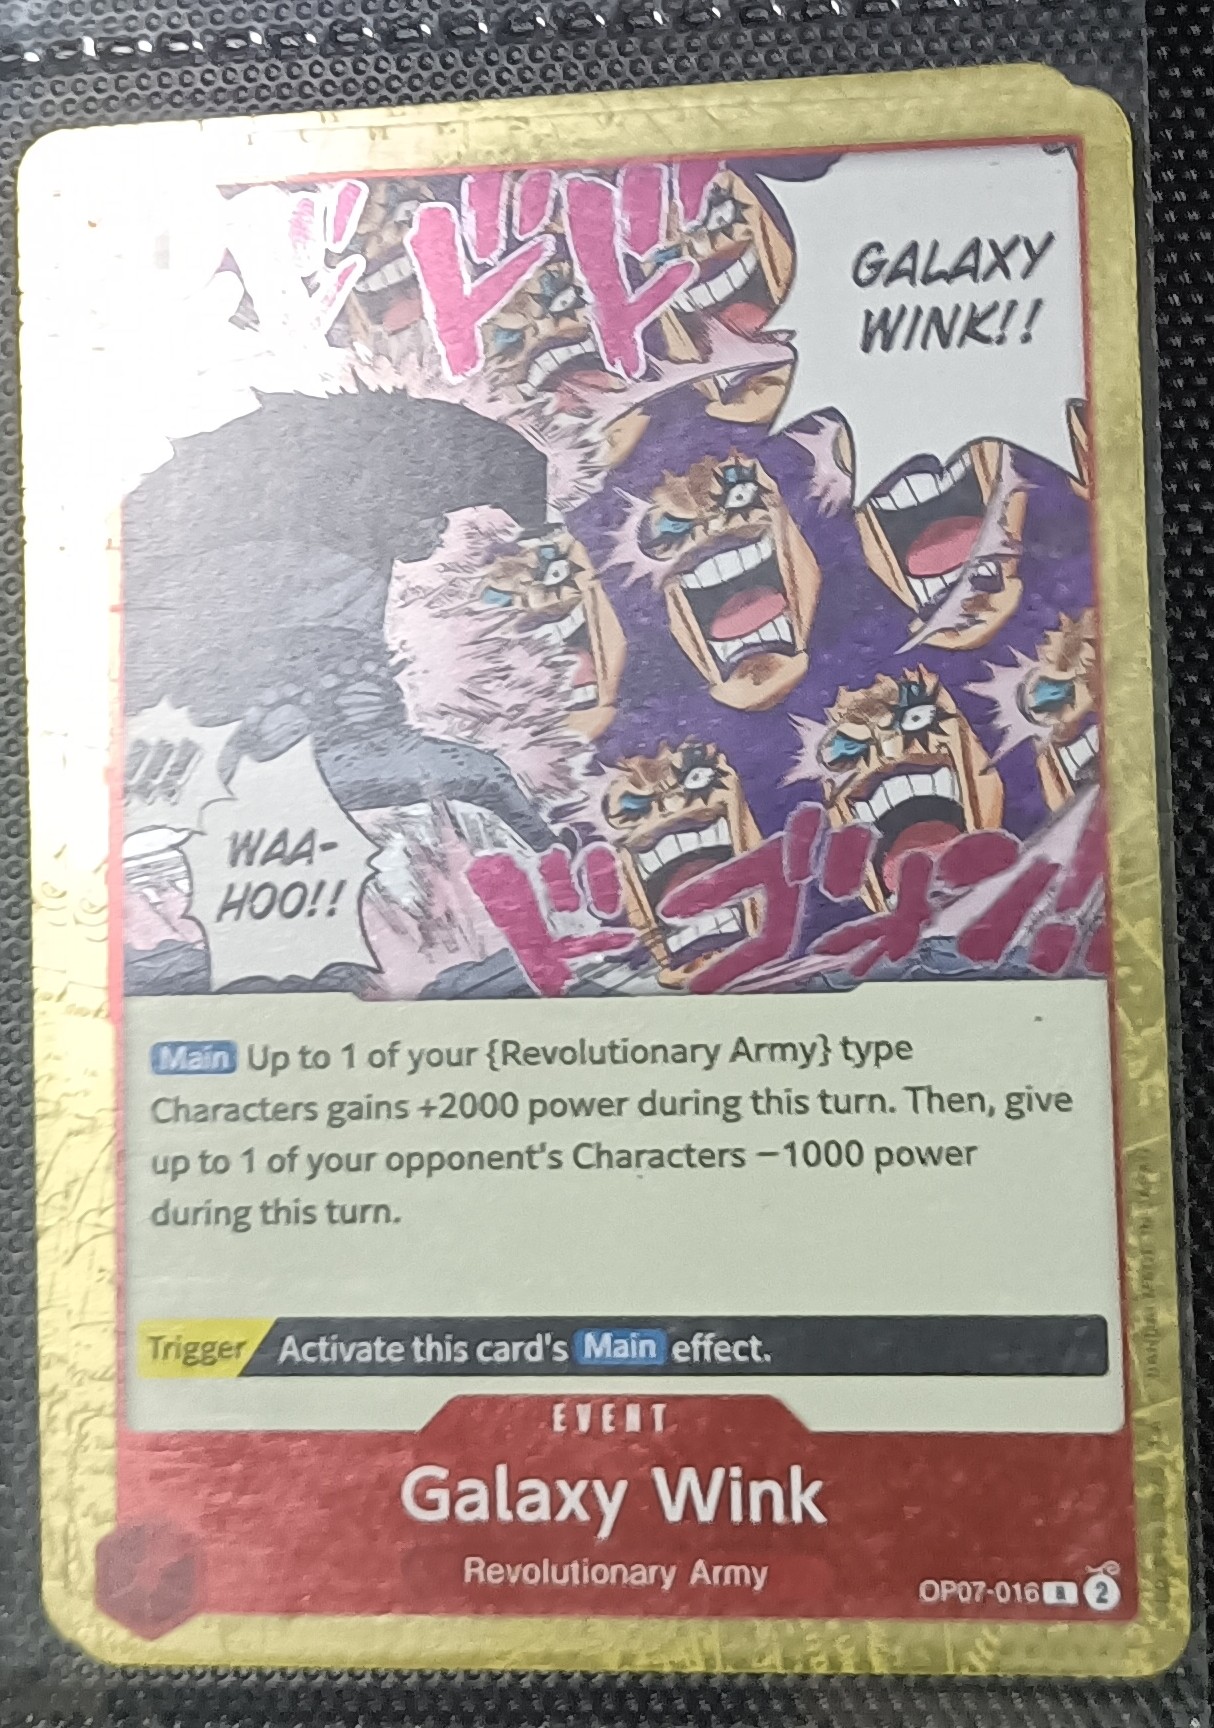 ドドド
GALAXY
WINK!!
!!!
WAA-
HOO!!
ドゴォン!!
Main Up to 1 of your {Revolutionary Army} type
Characters gains +2000 power during this turn. Then, give
up to 1 of your opponent's Characters −1000 power
during this turn.
Trigger Activate this card's Main effect.
EVENT
Galaxy Wink
Revolutionary Army
OP07-016 R 2